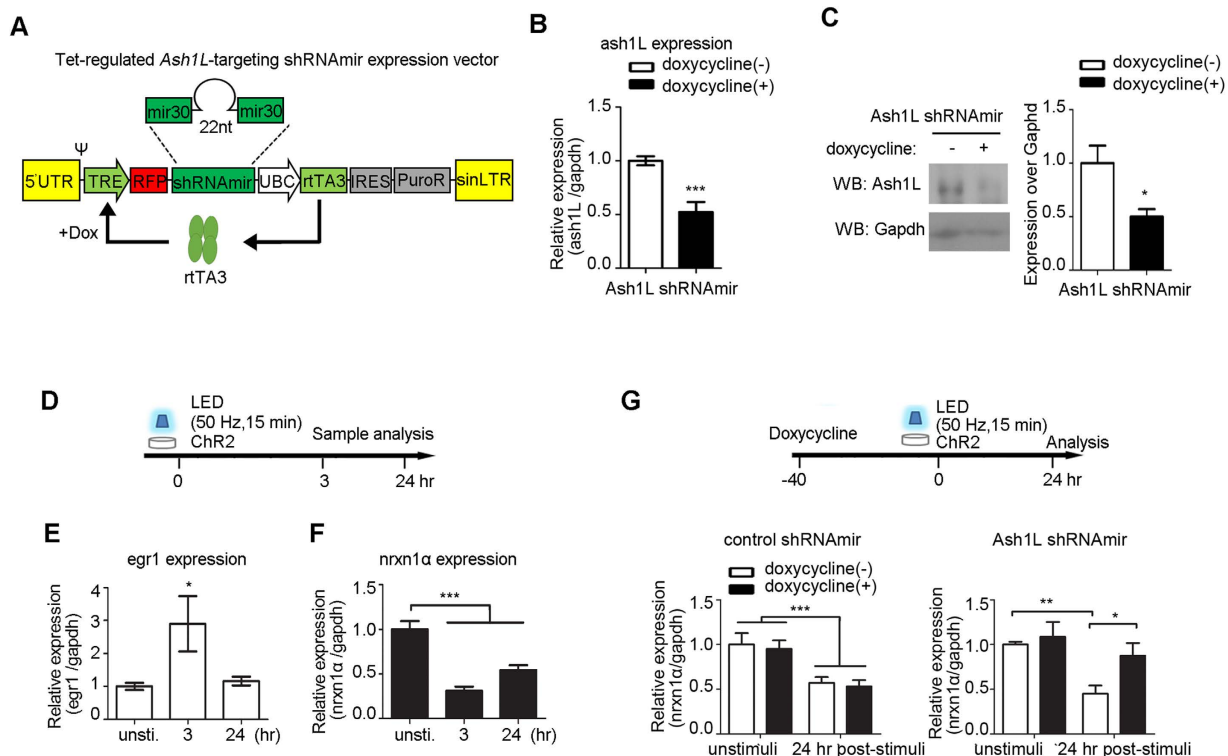 A
Tet-regulated Ash1L-targeting shRNAmir expression vector
mir30
mir30
22nt
Ψ
5'UTR
TRE
RFP
shRNAmir
UBC
rtTA3
IRES
PuroR
sinLTR
+Dox
rtTA3
B
ash1L expression
doxycycline(-)
doxycycline(+)
Relative expression
(ash1L /gapdh)
1.5
1.0
0.5
0.0
***
Ash1L shRNAmir
C
Ash1L shRNAmir
doxycycline: - +
WB: Ash1L
WB: Gapdh
doxycycline(-)
doxycycline(+)
Expression over Gaphd
1.5
1.0
0.5
0.0
*
Ash1L shRNAmir
D
LED
(50 Hz,15 min)
ChR2
Sample analysis
0 3 24 hr
E
egr1 expression
Relative expression
(egr1 /gapdh)
4
3
2
1
0
*
unsti. 3 24 (hr)
F
nrxn1α expression
Relative expression
(nrxn1α/gapdh)
1.5
1.0
0.5
0.0
***
unsti. 3 24 (hr)
G
Doxycycline
LED
(50 Hz,15 min)
ChR2
Analysis
-40 0 24 hr
control shRNAmir
doxycycline(-)
doxycycline(+)
Relative expression
(nrxn1α/gapdh)
1.5
1.0
0.5
0.0
***
unstimuli 24 hr post-stimuli
Ash1L shRNAmir
Relative expression
(nrxn1α/gapdh)
1.5
1.0
0.5
0.0
**
*
unstimuli 24 hr post-stimuli